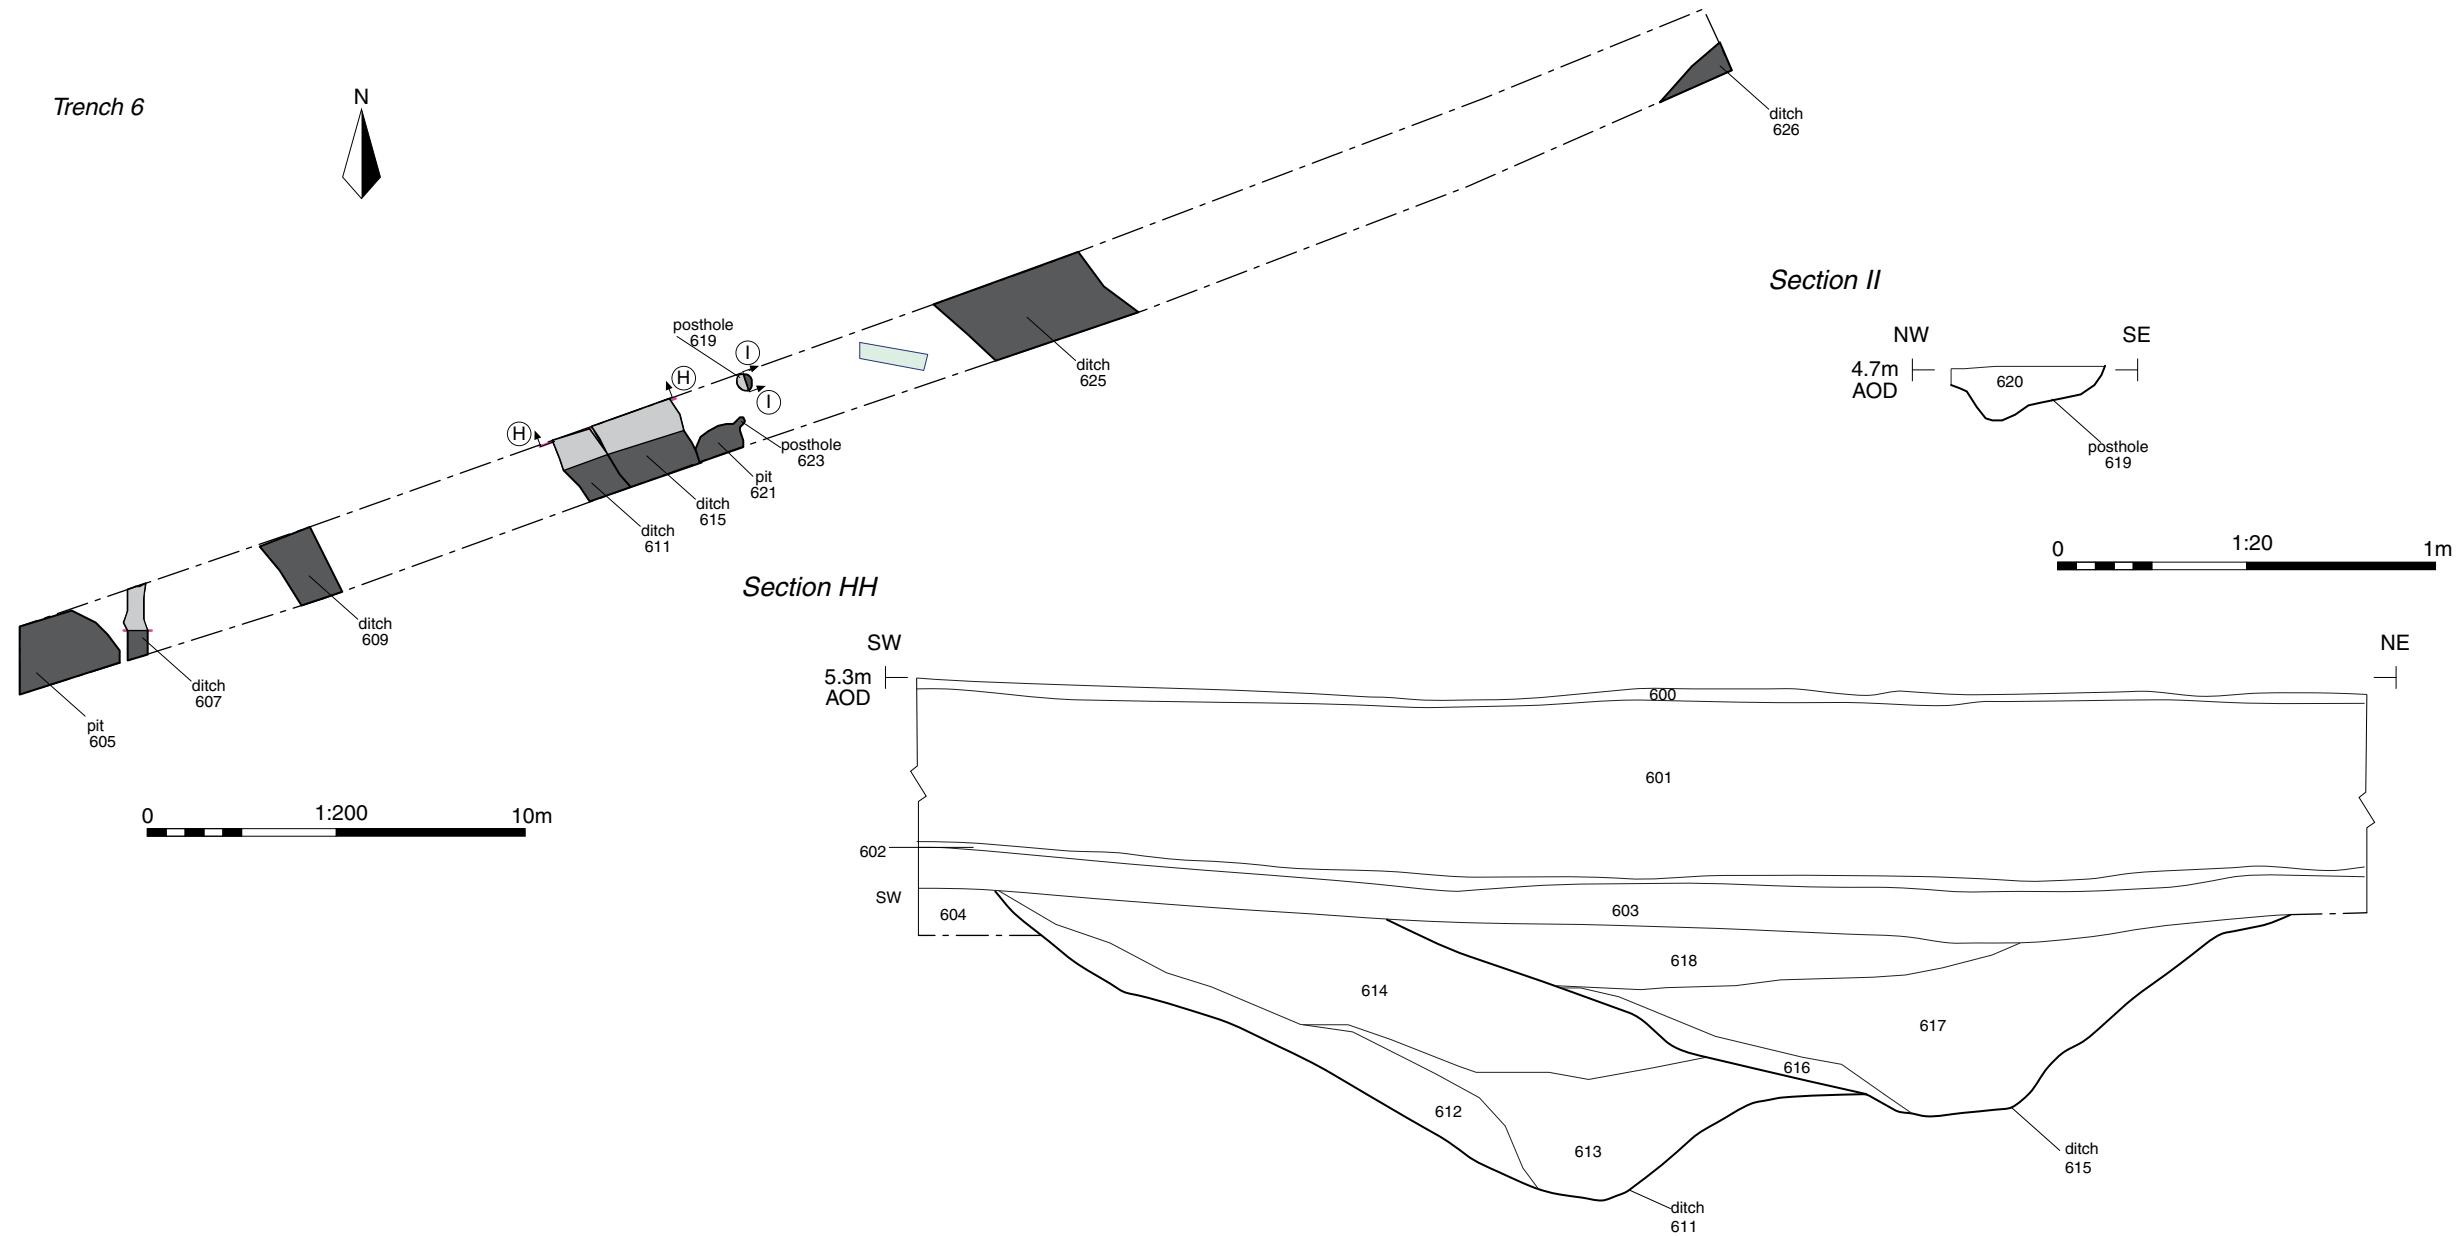 Trench 6
N
ditch
626
posthole
619
I
H
I
H
ditch
625
posthole
623
pit
621
ditch
615
ditch
611
ditch
609
ditch
607
pit
605
0 1:200 10m
Section II
NW SE
4.7m
AOD
620
posthole
619
0 1:20 1m
Section HH
SW NE
5.3m
AOD
600
601
602
SW
604
603
618
614
617
616
612
613
ditch
615
ditch
611